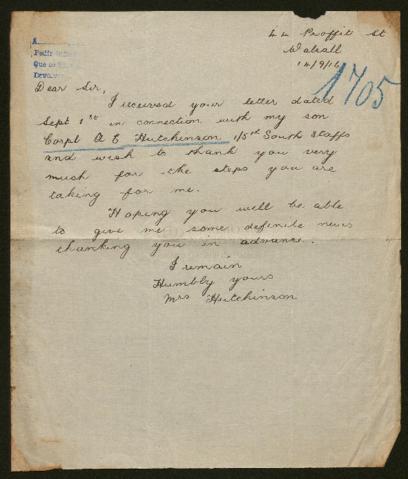 44 Proffit St
Walsall
14/9/16
1705
A
Dear Sir,
I received your letter dated
Sept 1st in connection with my son
Corpl A E Hutchinson 1/5th South Staffs
and wish to thank you very
much for the steps you are
taking for me.
Hoping you will be able
to give me some definite news
thanking you in advance.
I remain
Humbly yours
Mrs Hutchinson